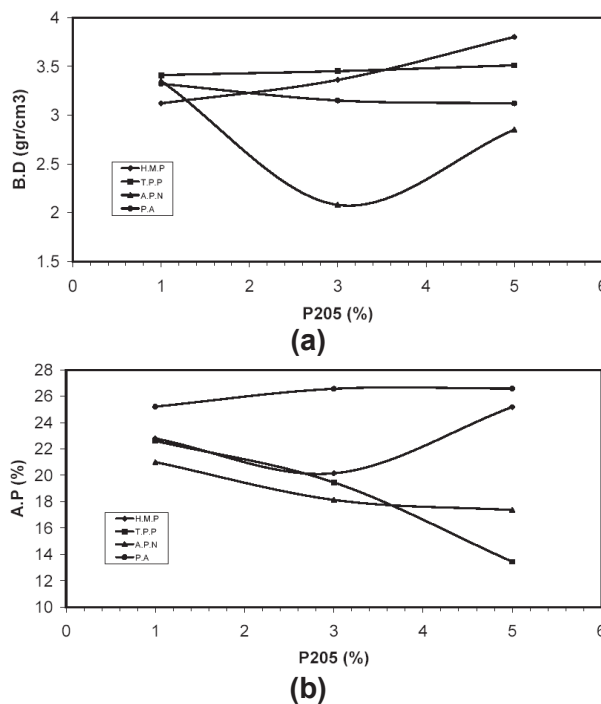 4
3.5
3
2.5
2
1.5
B.D (gr/cm3)
H.M.P
T.P.P
A.P.N
P.A
0 1 2 3 4 5 6
P205 (%)
(a)
28
26
24
22
20
18
16
14
12
10
A.P (%)
H.M.P
T.P.P
A.P.N
P.A
0 1 2 3 4 5 6
P205 (%)
(b)